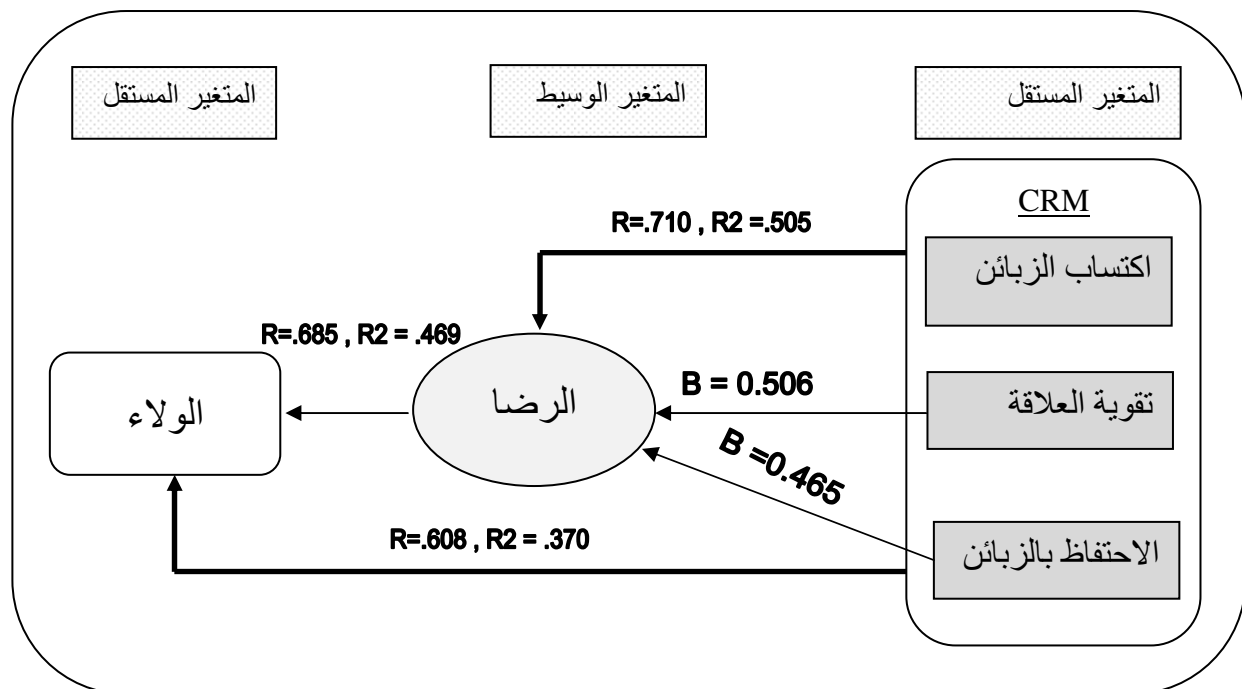 المتغير المستقل
المتغير الوسيط
المتغير المستقل
CRM
R=.710 , R2 =.505
اكتساب الزبائن
R=.685 , R2 = .469
الرضا
B = 0.506
تقوية العلاقة
الولاء
B =0.465
R=.608 , R2 = .370
الاحتفاظ بالزبائن